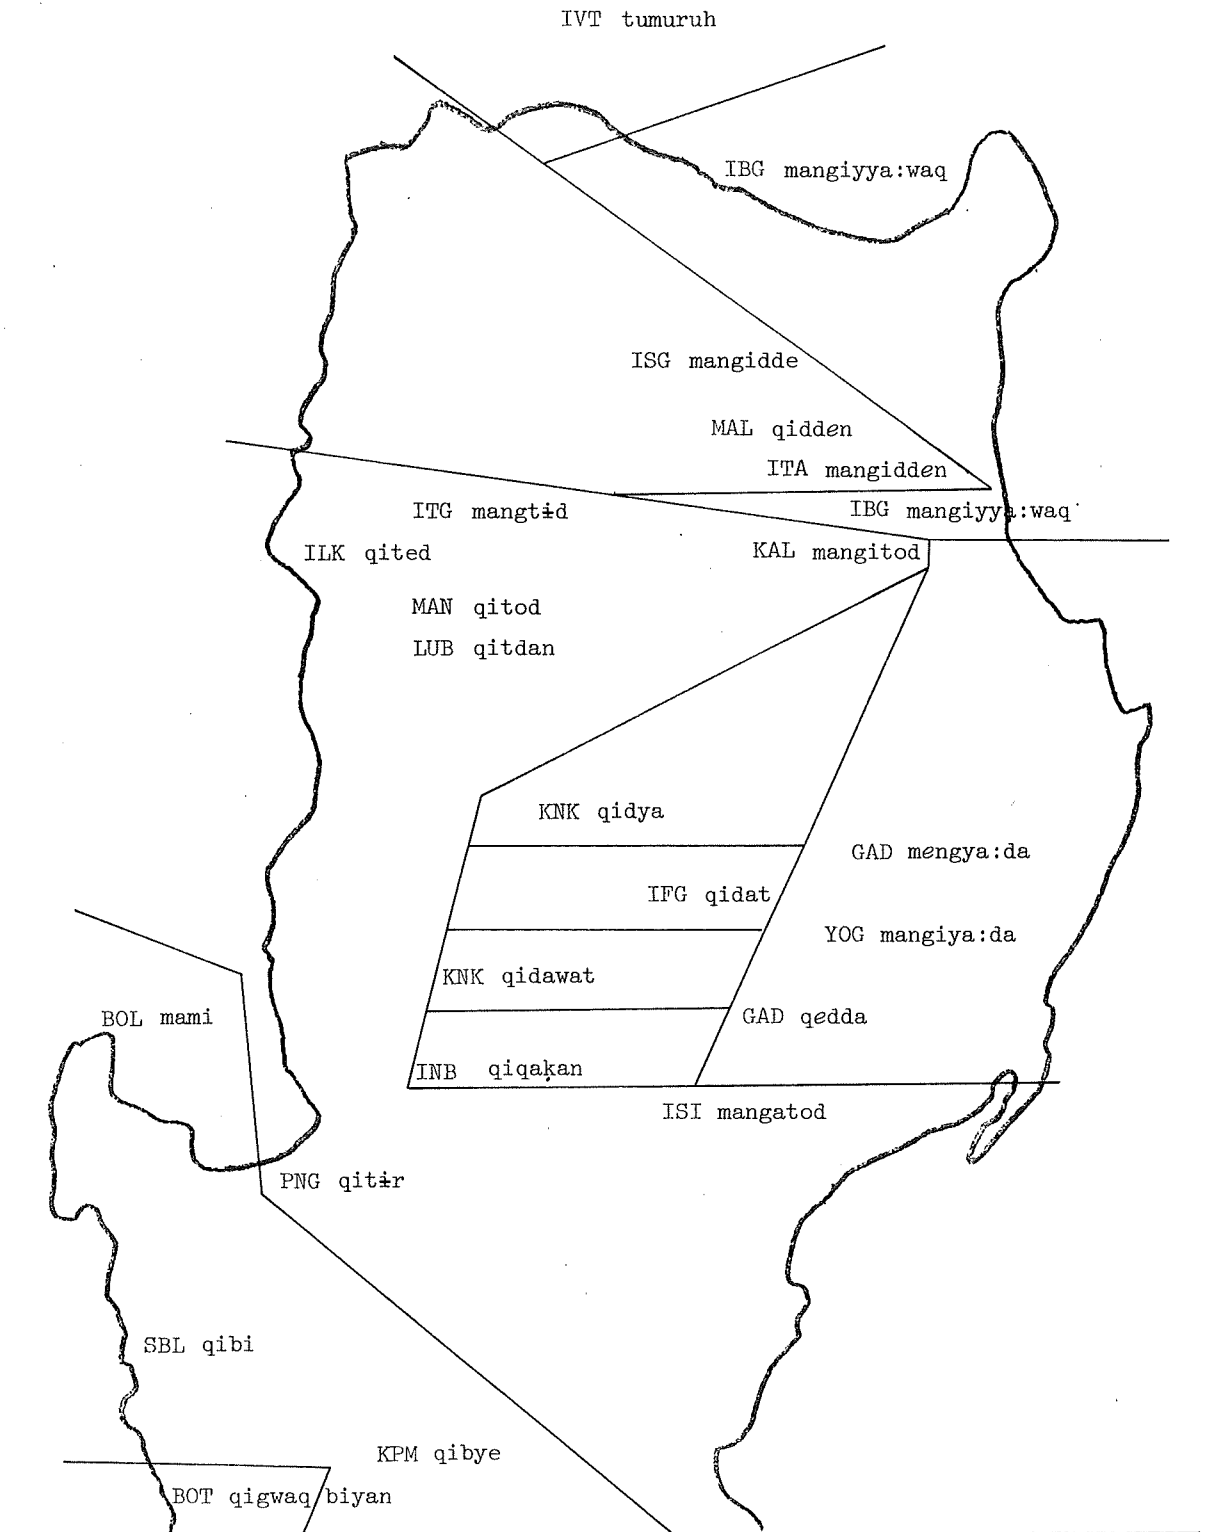 IVT tumuruh
IBG mangiyya:waq
ISG mangidde
MAL qidden
ITA mangidden
ITG mangtɨd
IBG mangiyya:waq
ILK qited
KAL mangitod
MAN qitod
LUB qitdan
KNK qidya
GAD mengya:da
IFG qidat
YOG mangiya:da
KNK qidawat
BOL mami
GAD qedda
INB qiqaḳan
ISI mangatod
PNG qitɨr
SBL qibi
KPM qibye
BOT qigwaq/biyan